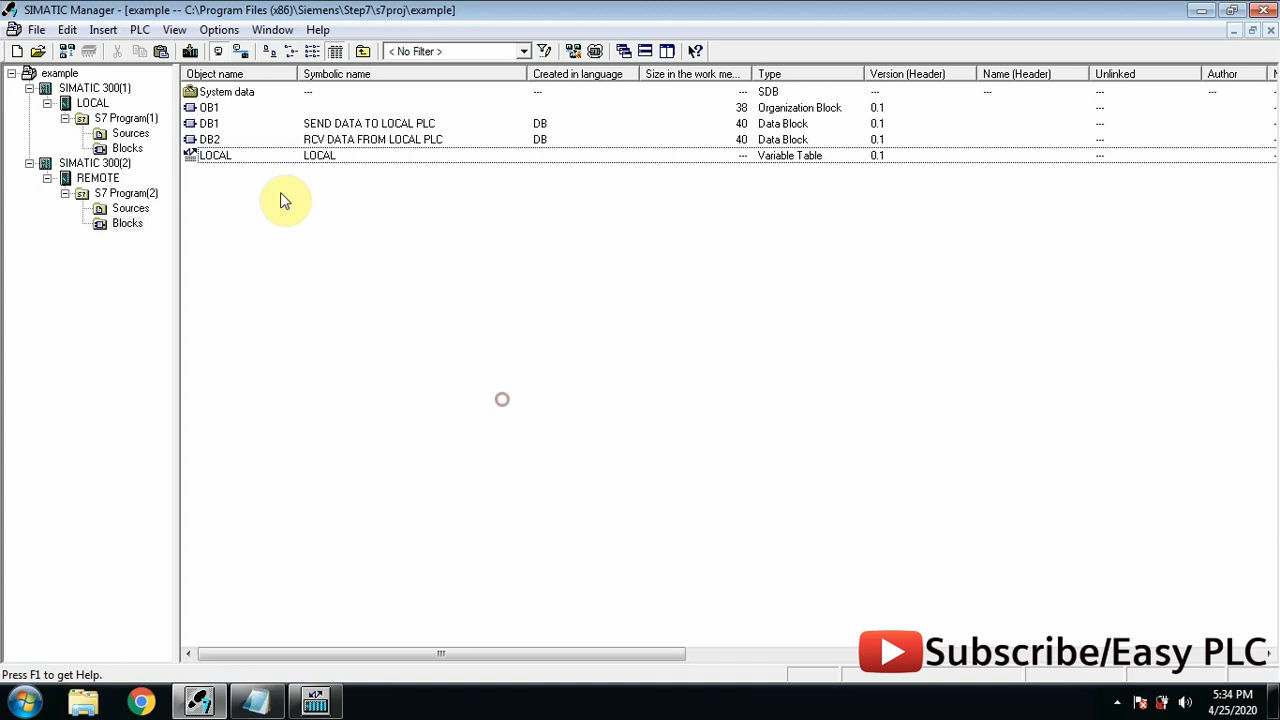 SIMATIC Manager - [example -- C:\Program Files (x86)\Siemens\Step7\s7proj\example]
File Edit Insert PLC View Options Window Help
< No Filter >
example
SIMATIC 300(1)
LOCAL
S7 Program(1)
Sources
Blocks
SIMATIC 300(2)
REMOTE
S7 Program(2)
Sources
Blocks
Object name Symbolic name Created in language Size in the work me... Type Version (Header) Name (Header) Unlinked Author
System data --- --- --- SDB --- --- --- ---
OB1 38 Organization Block 0.1 ---
DB1 SEND DATA TO LOCAL PLC DB 40 Data Block 0.1 ---
DB2 RCV DATA FROM LOCAL PLC DB 40 Data Block 0.1 ---
LOCAL LOCAL --- Variable Table 0.1 ---
Subscribe/Easy PLC
Press F1 to get Help.
5:34 PM
4/25/2020